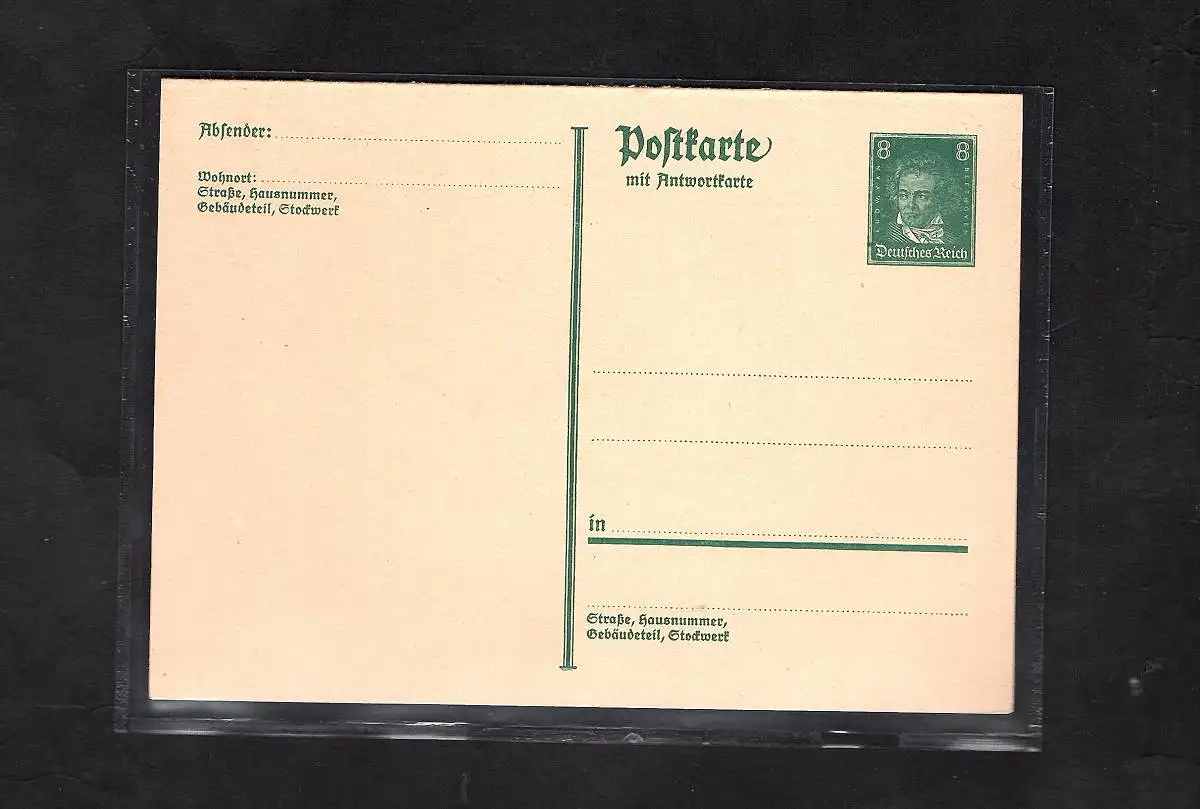 Absender:
Wohnort:
Straße, Hausnummer,
Gebäudeteil, Stockwerk
Postkarte
mit Antwortkarte
8 8
LUDWIG VAN
BEETHOVEN
Deutsches Reich
in
Straße, Hausnummer,
Gebäudeteil, Stockwerk